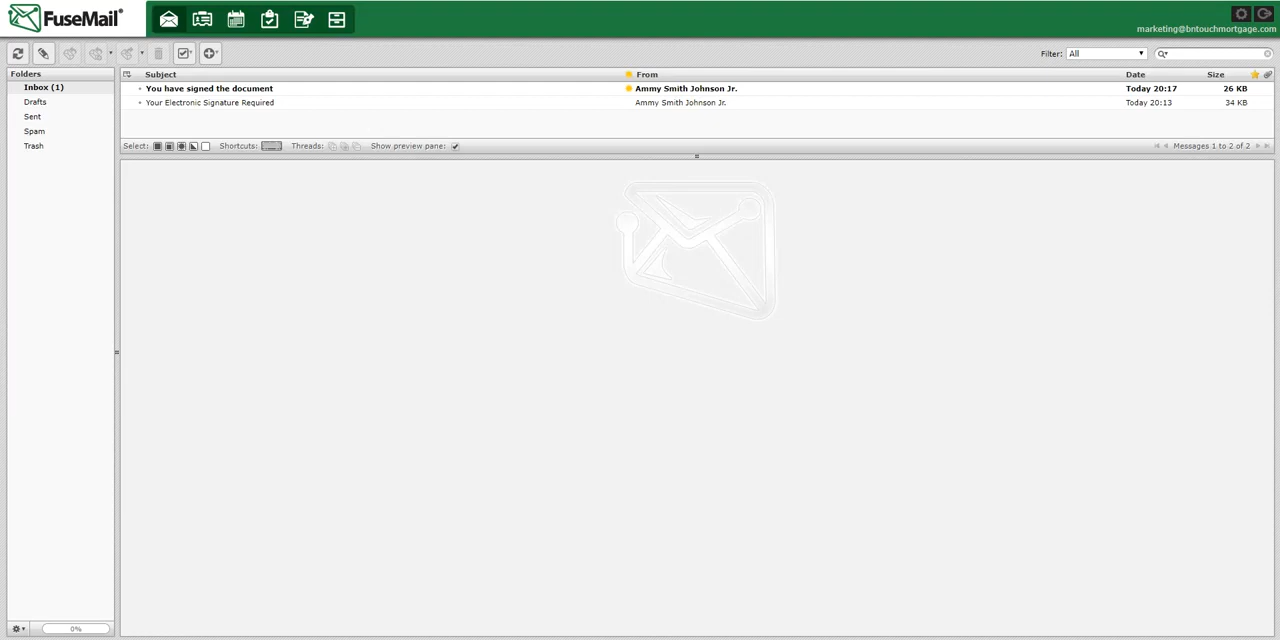 FuseMail®
marketing@bntouchmortgage.com
Filter: All
Folders
Inbox (1)
Drafts
Sent
Spam
Trash
Subject From Date Size
You have signed the document Ammy Smith Johnson Jr. Today 20:17 26 KB
Your Electronic Signature Required Ammy Smith Johnson Jr. Today 20:13 34 KB
Select: Shortcuts: Threads: Show preview pane: Messages 1 to 2 of 2
0%